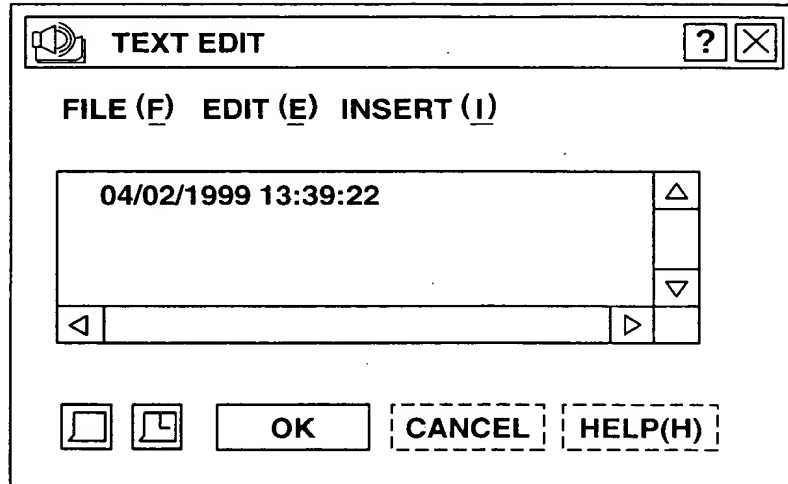 TEXT EDIT ?
FILE (F) EDIT (E) INSERT (I)
04/02/1999 13:39:22
OK CANCEL HELP(H)